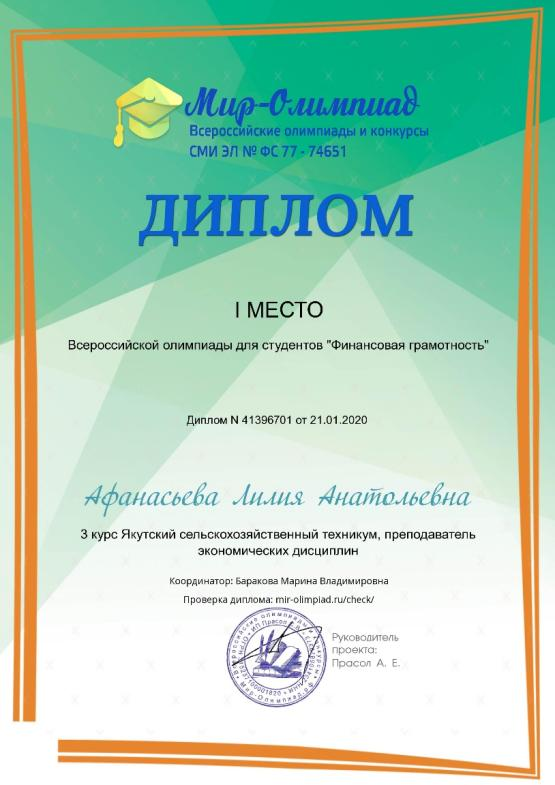 Мир-Олимпиад
Всероссийские олимпиады и конкурсы
СМИ ЭЛ № ФС 77 - 74651
ДИПЛОМ
I МЕСТО
Всероссийской олимпиады для студентов "Финансовая грамотность"
Диплом N 41396701 от 21.01.2020
Афанасьева Лилия Анатольевна
3 курс Якутский сельскохозяйственный техникум, преподаватель
экономических дисциплин
Координатор: Баракова Марина Владимировна
Проверка диплома: mir-olimpiad.ru/check/
Руководитель
проекта:
Прасол А. Е.